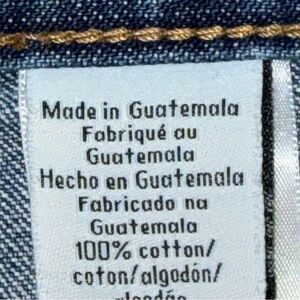 Made in Guatemala
Fabriqué au
Guatemala
Hecho en Guatemala
Fabricado na
Guatemala
100% cotton/
coton/algodón/